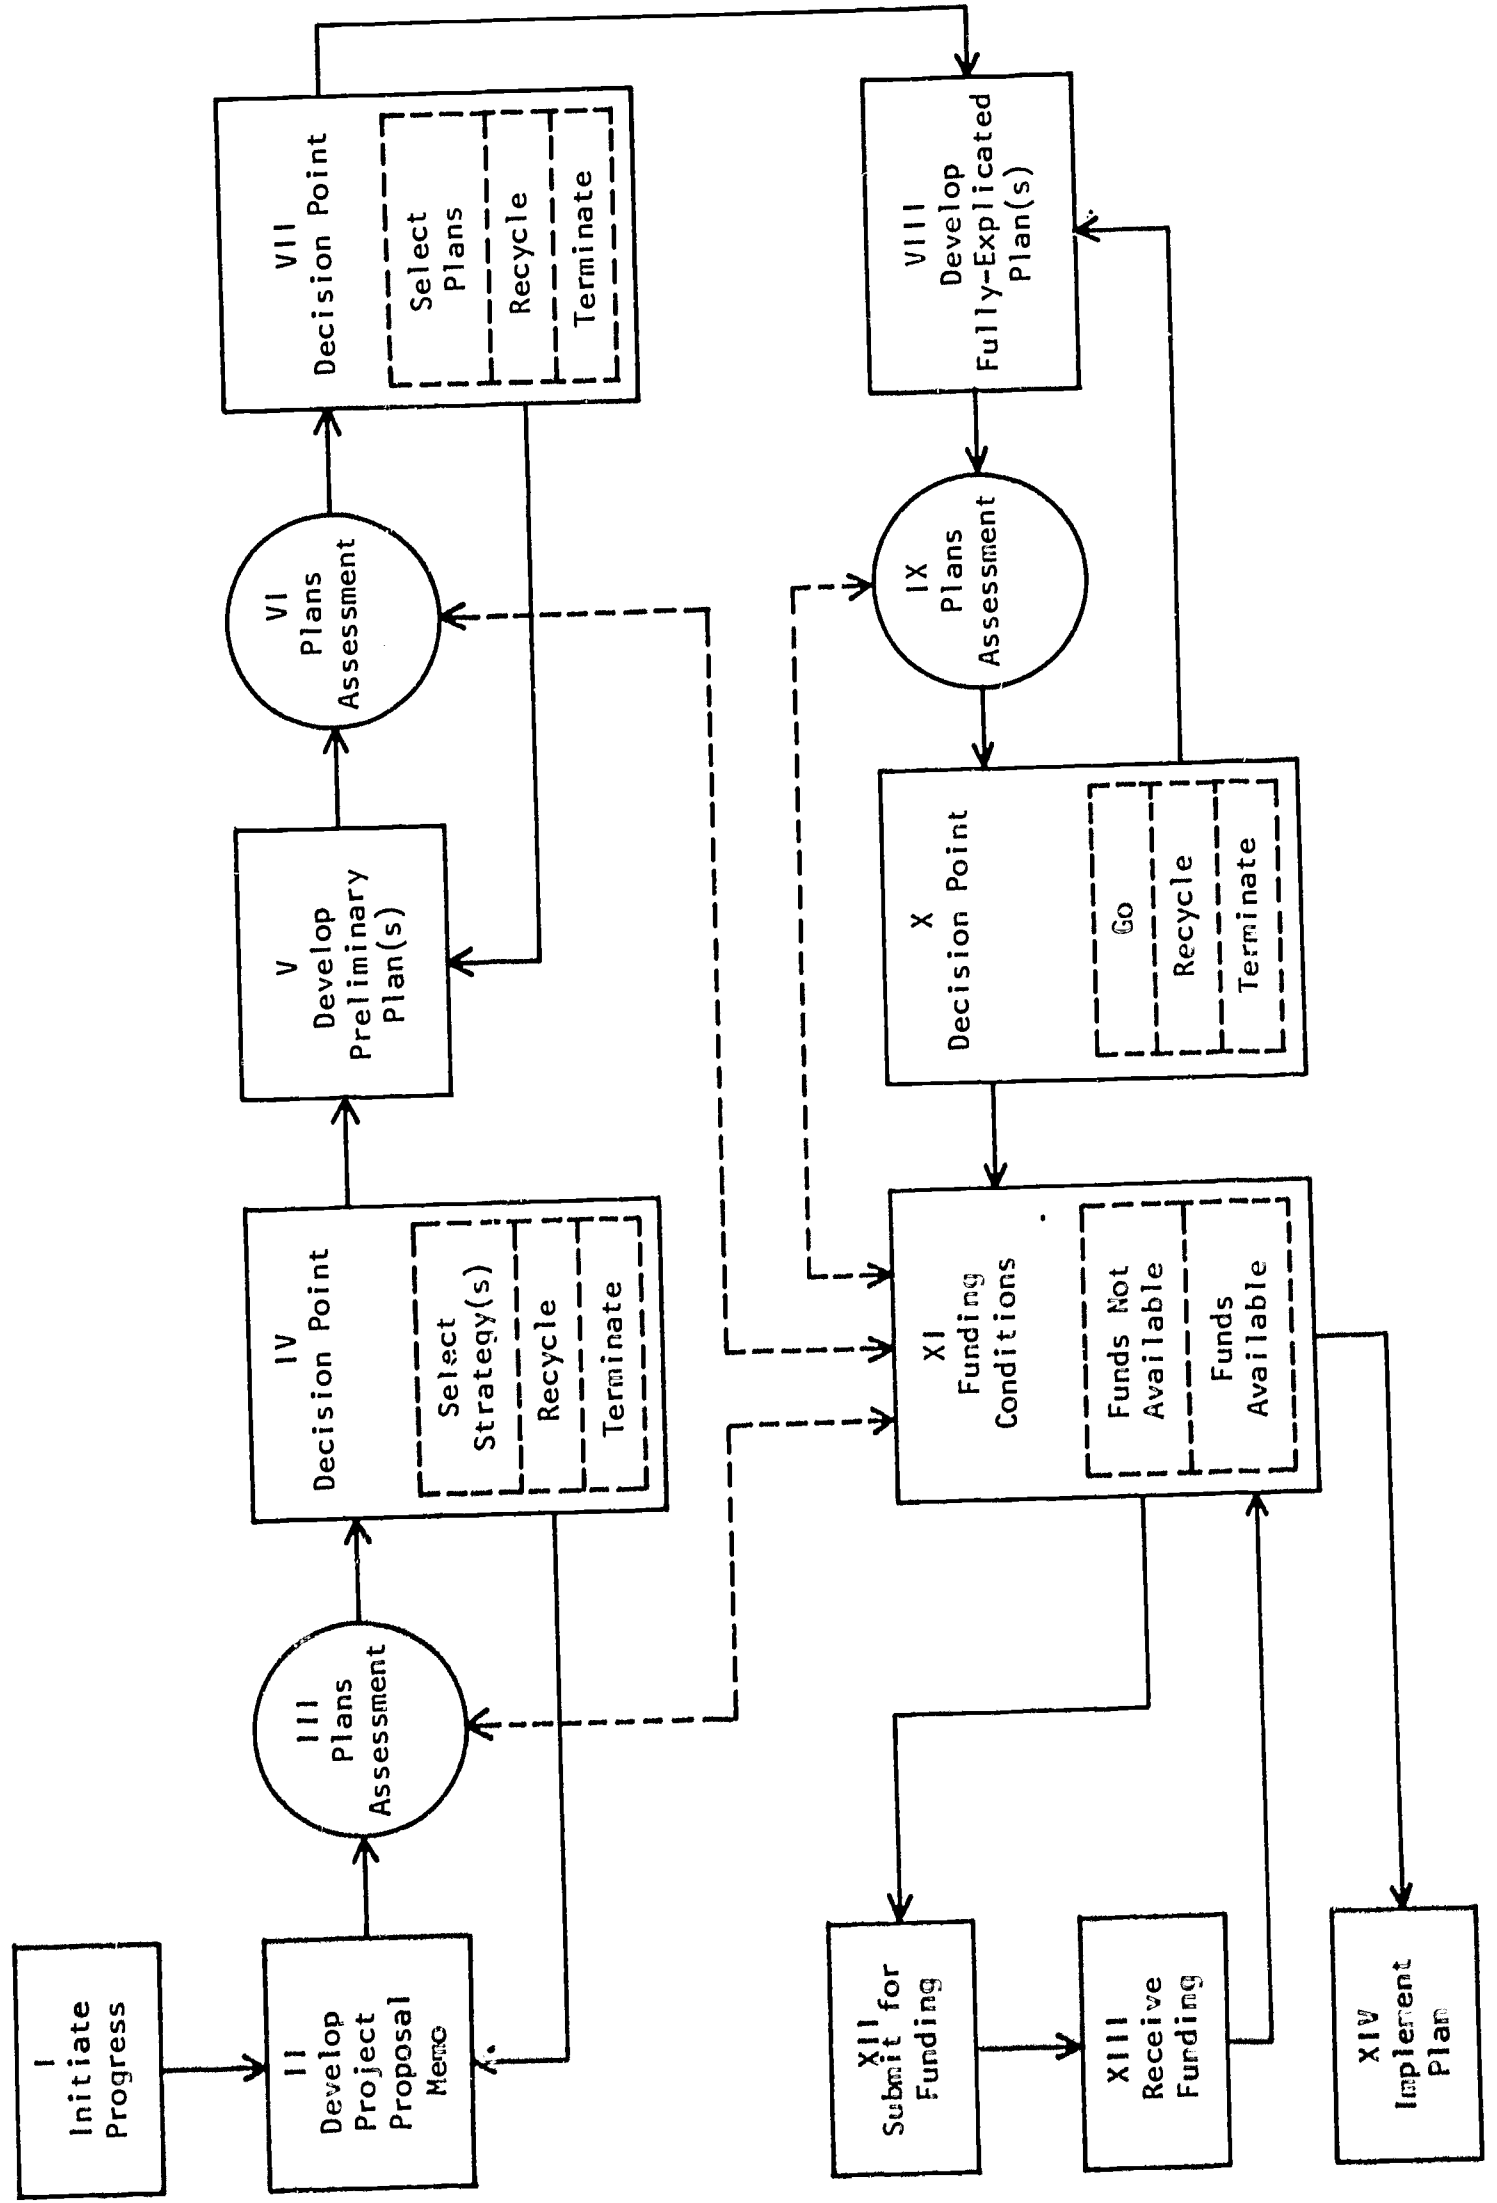 I
Initiate
Progress
II
Develop
Project
Proposal
Memo
III
Plans
Assessment
IV
Decision Point
Select
Strategy(s)
Recycle
Terminate
V
Develop
Preliminary
Plan(s)
VI
Plans
Assessment
VII
Decision Point
Select
Plans
Recycle
Terminate
VIII
Develop
Fully-Explicated
Plan(s)
IX
Plans
Assessment
X
Decision Point
Go
Recycle
Terminate
XI
Funding
Conditions
Funds Not
Available
Funds
Available
XII
Submit for
Funding
XIII
Receive
Funding
XIV
Implement
Plan